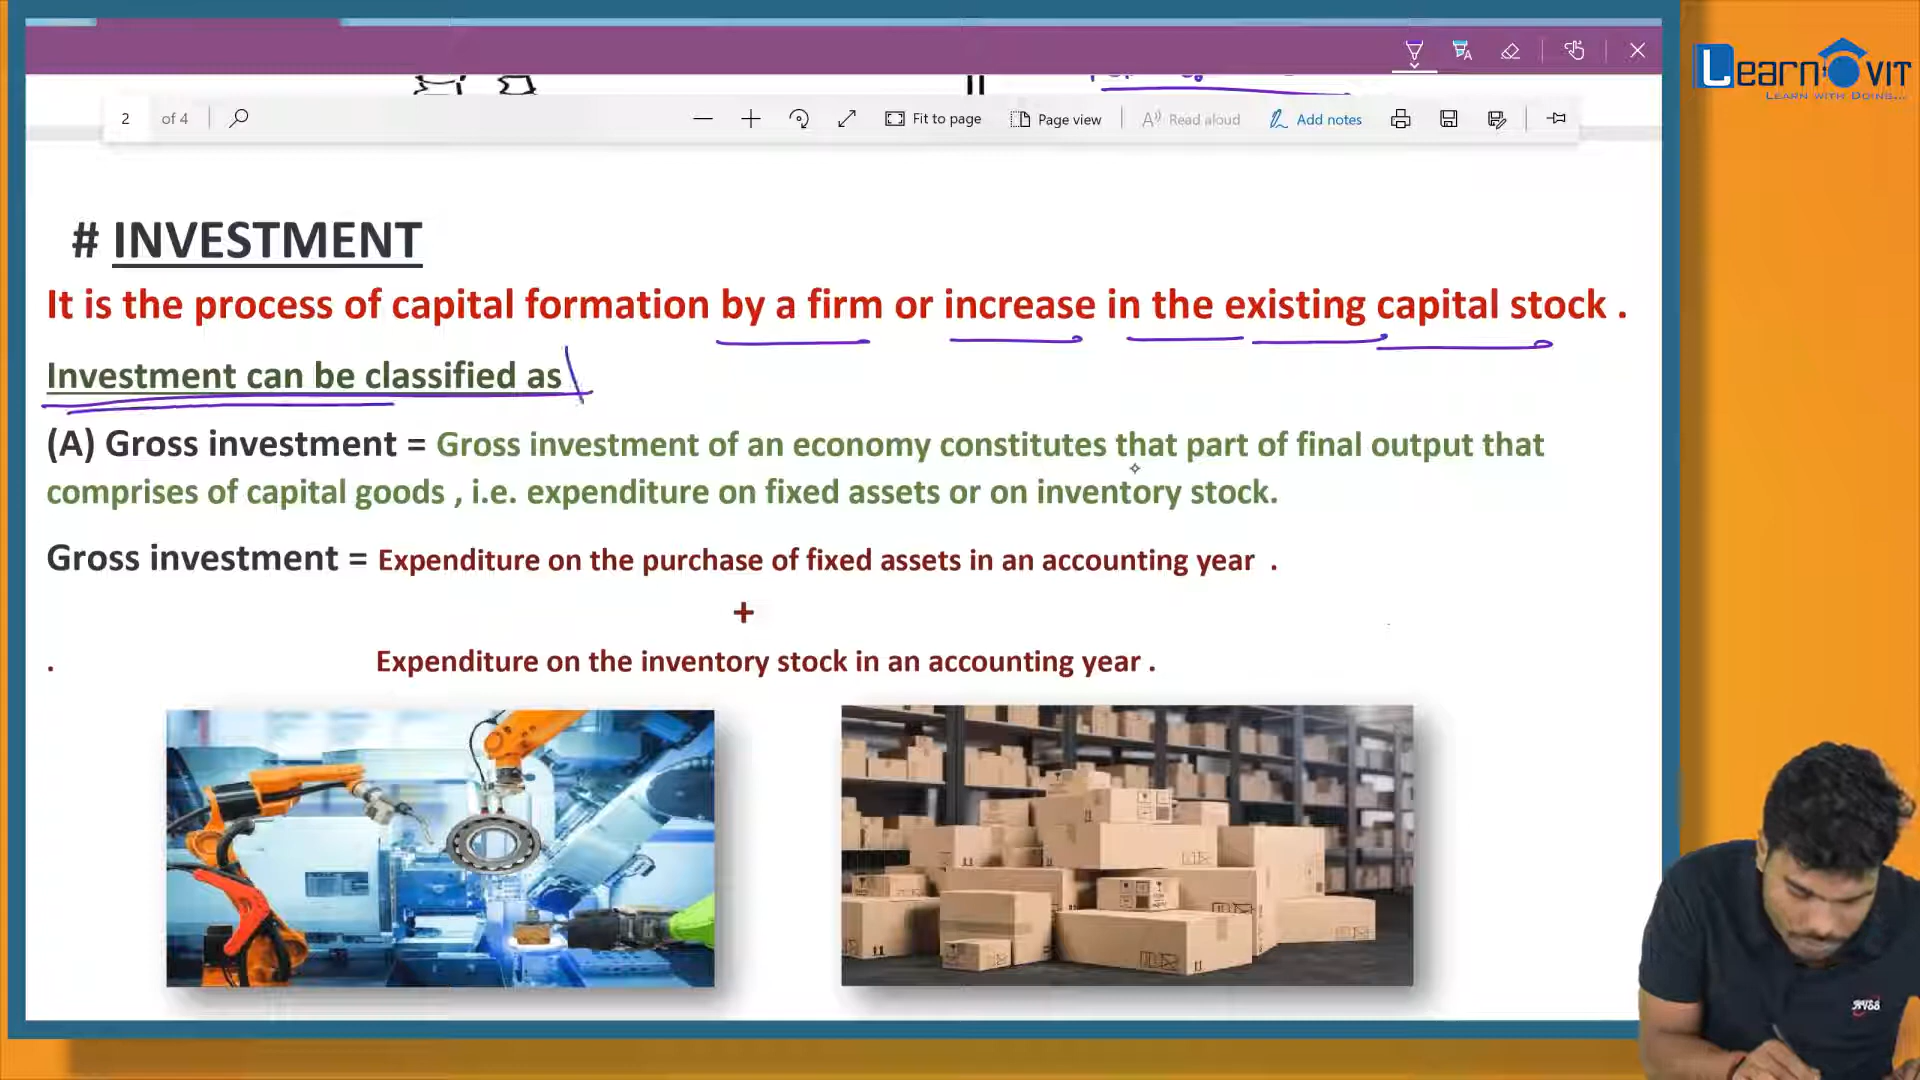 LearnOVIT
LEARN WITH DOING...
2 of 4 Fit to page Page view Read aloud Add notes
# INVESTMENT
It is the process of capital formation by a firm or increase in the existing capital stock .
Investment can be classified as
(A) Gross investment = Gross investment of an economy constitutes that part of final output that
comprises of capital goods , i.e. expenditure on fixed assets or on inventory stock.
Gross investment = Expenditure on the purchase of fixed assets in an accounting year .
+
. Expenditure on the inventory stock in an accounting year .